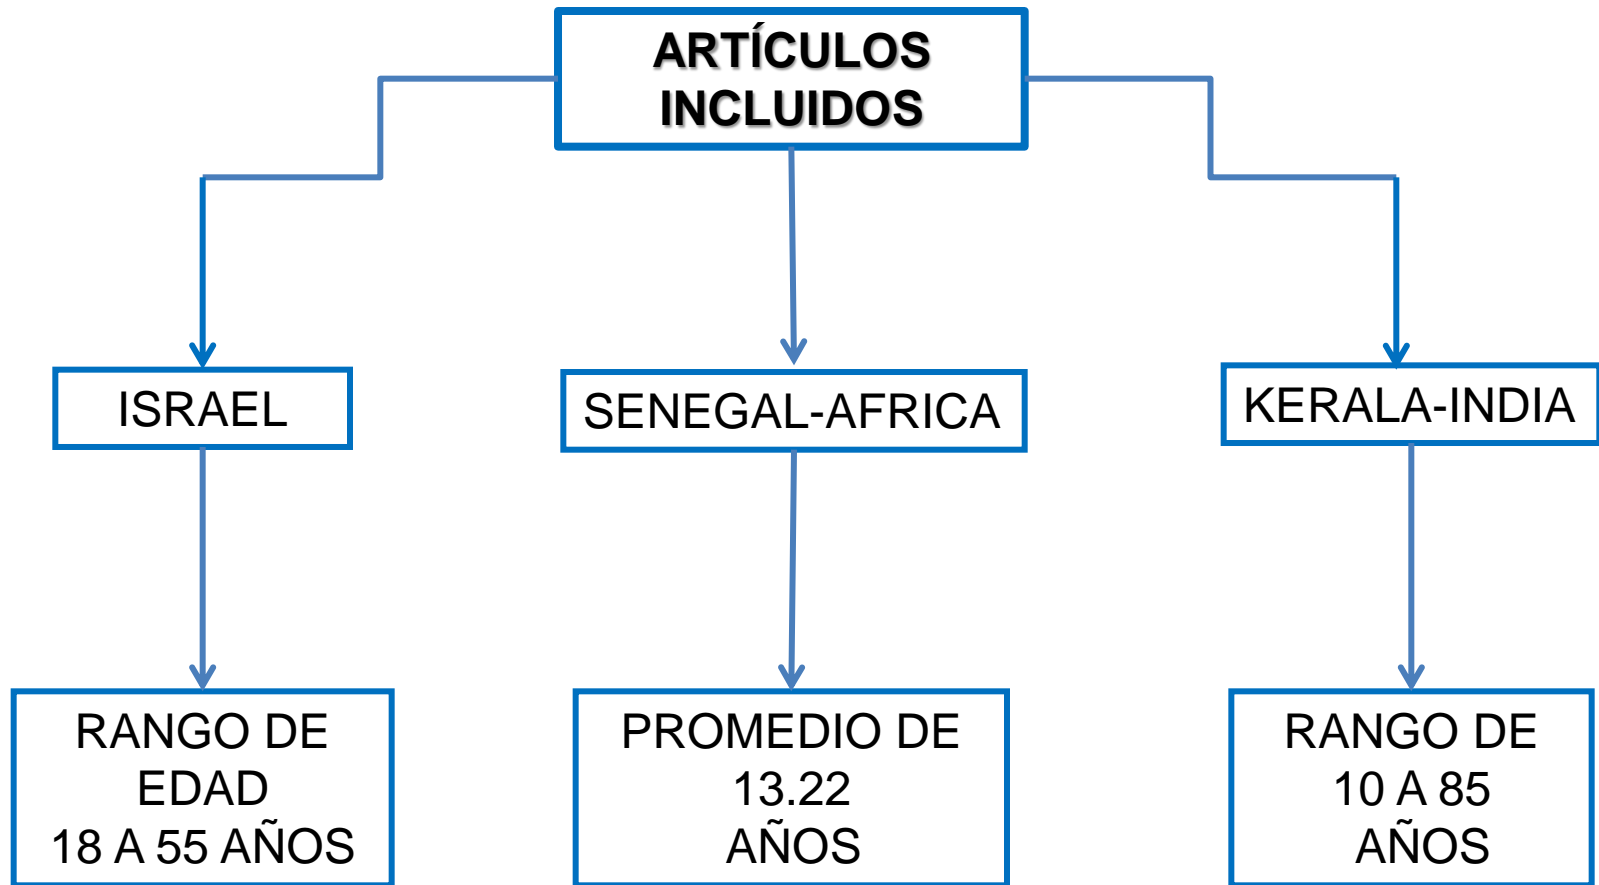 ARTÍCULOS
INCLUIDOS
ISRAEL
SENEGAL-AFRICA
KERALA-INDIA
RANGO DE
EDAD
18 A 55 AÑOS
PROMEDIO DE
13.22
AÑOS
RANGO DE
10 A 85
AÑOS